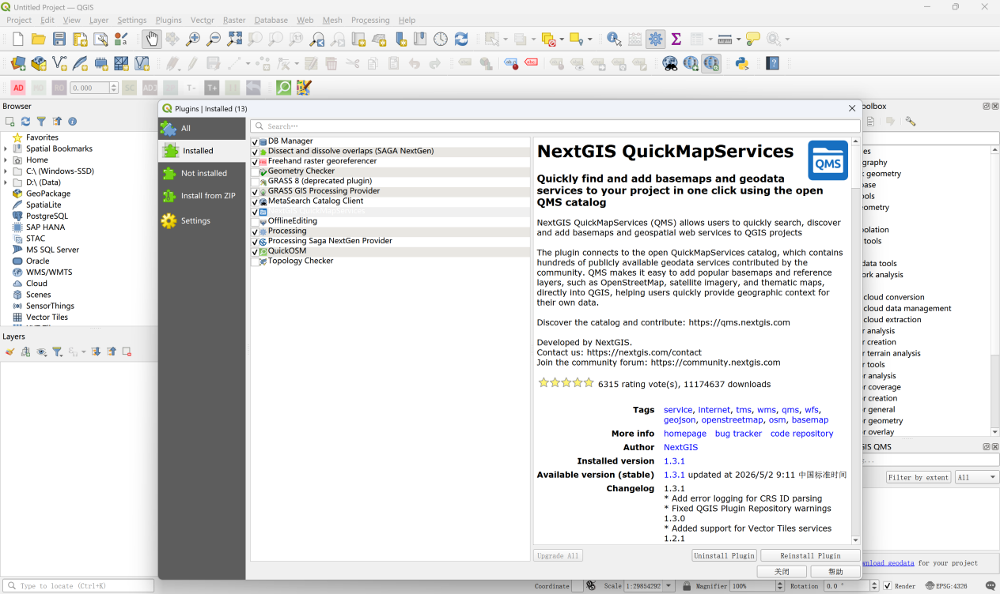 Untitled Project — QGIS
Project Edit View Layer Settings Plugins Vector Raster Database Web Mesh Processing Help
AD MO RO 0.000 SC ADJ T- T+
Browser
Favorites
Spatial Bookmarks
Home
C:\ (Windows-SSD)
D:\ (Data)
GeoPackage
SpatiaLite
PostgreSQL
SAP HANA
STAC
MS SQL Server
Oracle
WMS/WMTS
Cloud
Scenes
SensorThings
Vector Tiles
Layers
Plugins | Installed (13)
All
Installed
Not installed
Install from ZIP
Settings
Search…
DB Manager
Dissect and dissolve overlaps (SAGA NextGen)
Freehand raster georeferencer
Geometry Checker
GRASS 8 (deprecated plugin)
GRASS GIS Processing Provider
MetaSearch Catalog Client
NextGIS QuickMapServices
OfflineEditing
Processing
Processing Saga NextGen Provider
QuickOSM
Topology Checker
NextGIS QuickMapServices
QMS
Quickly find and add basemaps and geodata
services to your project in one click using the open
QMS catalog
NextGIS QuickMapServices (QMS) allows users to quickly search, discover
and add basemaps and geospatial web services to QGIS projects
The plugin connects to the open QuickMapServices catalog, which contains
hundreds of publicly available geodata services contributed by the
community. QMS makes it easy to add popular basemaps and reference
layers, such as OpenStreetMap, satellite imagery, and thematic maps,
directly into QGIS, helping users quickly provide geographic context for
their own data.
Discover the catalog and contribute: https://qms.nextgis.com
Developed by NextGIS.
Contact us: https://nextgis.com/contact
Join the community forum: https://community.nextgis.com
6315 rating vote(s), 11174637 downloads
Tags service, internet, tms, wms, qms, wfs,
geojson, openstreetmap, osm, basemap
More info homepage bug tracker code repository
Author NextGIS
Installed version 1.3.1
Available version (stable) 1.3.1 updated at 2026/5/2 9:11 中国标准时间
Changelog 1.3.1
* Add error logging for CRS ID parsing
* Fixed QGIS Plugin Repository warnings
1.3.0
* Added support for Vector Tiles services
1.2.1
Upgrade All Uninstall Plugin Reinstall Plugin
关闭 帮助
oolbox
es
graphy
geometry
ase
ols
ometry
polation
tools
data tools
ork analysis
cloud conversion
cloud data management
cloud extraction
r analysis
r creation
r terrain analysis
r tools
r analysis
r coverage
r creation
r general
r geometry
r overlay
GIS QMS
Filter by extent All
wnload geodata for your project
Type to locate (Ctrl+K) Coordinate Scale 1:29854292 Magnifier 100% Rotation 0.0 ° Render EPSG:4326